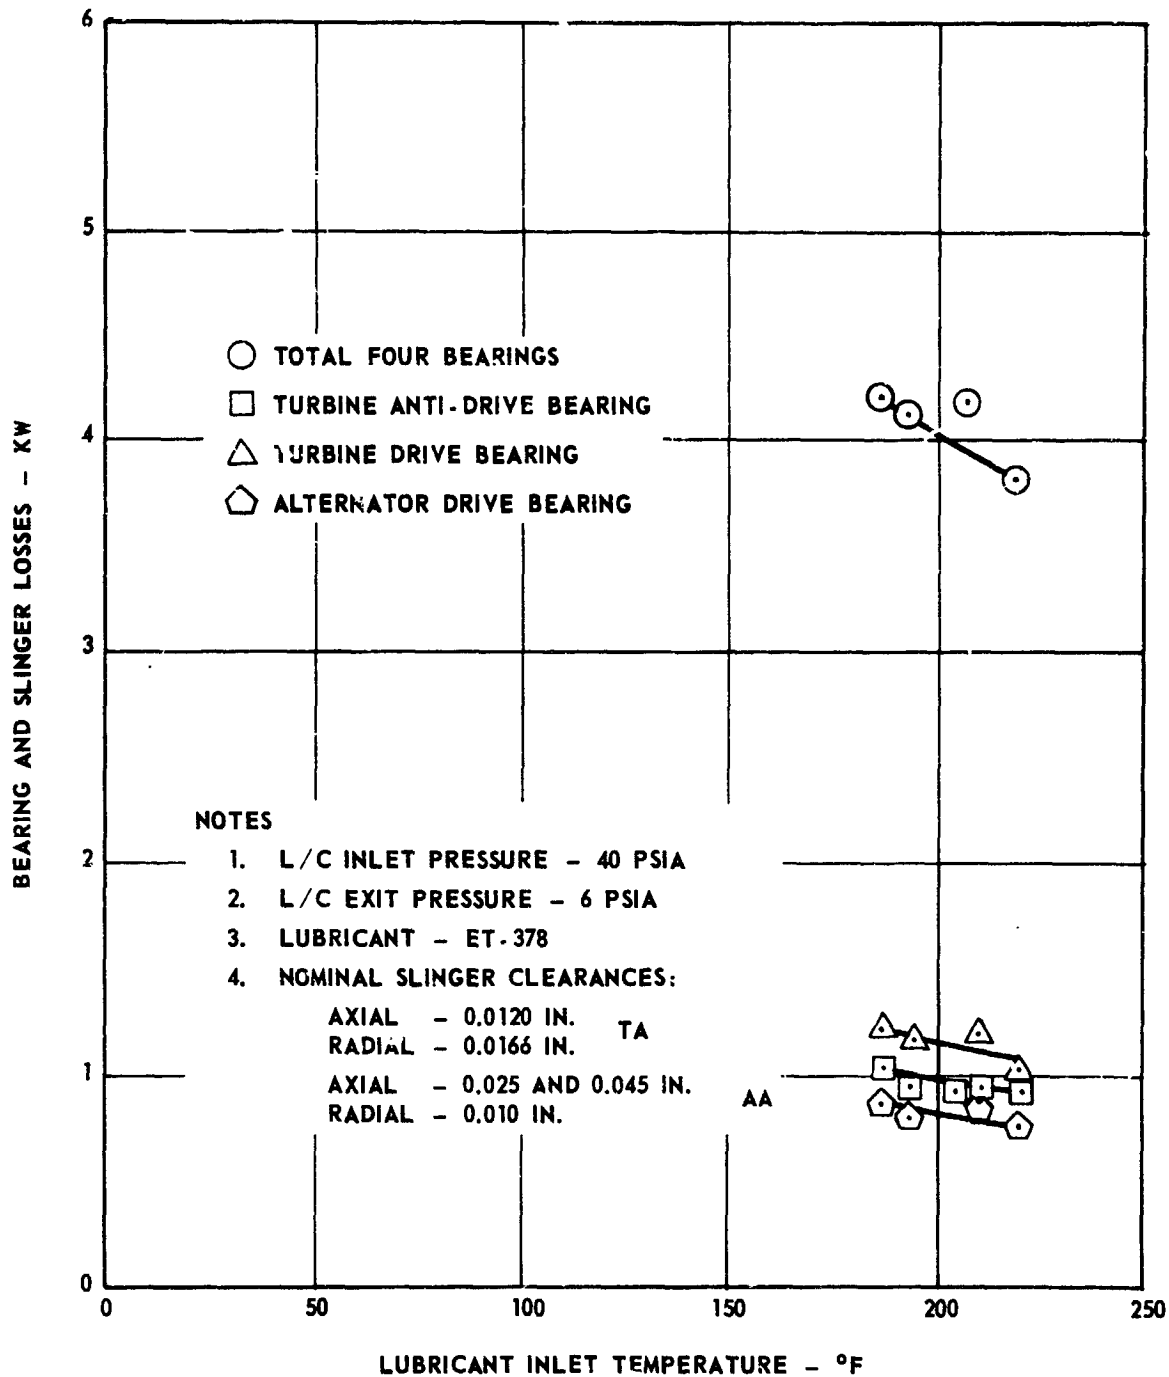 6
5
4
3
2
1
0
BEARING AND SLINGER LOSSES – KW
TOTAL FOUR BEARINGS
TURBINE ANTI-DRIVE BEARING
TURBINE DRIVE BEARING
ALTERNATOR DRIVE BEARING
NOTES
1. L/C INLET PRESSURE – 40 PSIA
2. L/C EXIT PRESSURE – 6 PSIA
3. LUBRICANT – ET-378
4. NOMINAL SLINGER CLEARANCES:
AXIAL – 0.0120 IN.
TA
RADIAL – 0.0166 IN.
AXIAL – 0.025 AND 0.045 IN.
AA
RADIAL – 0.010 IN.
0 50 100 150 200 250
LUBRICANT INLET TEMPERATURE – °F